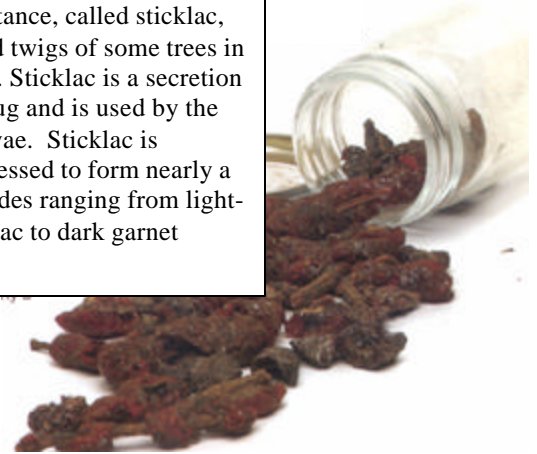 tance, called sticklac,
d twigs of some trees in
. Sticklac is a secretion
ug and is used by the
vae. Sticklac is
essed to form nearly a
des ranging from light-
ac to dark garnet